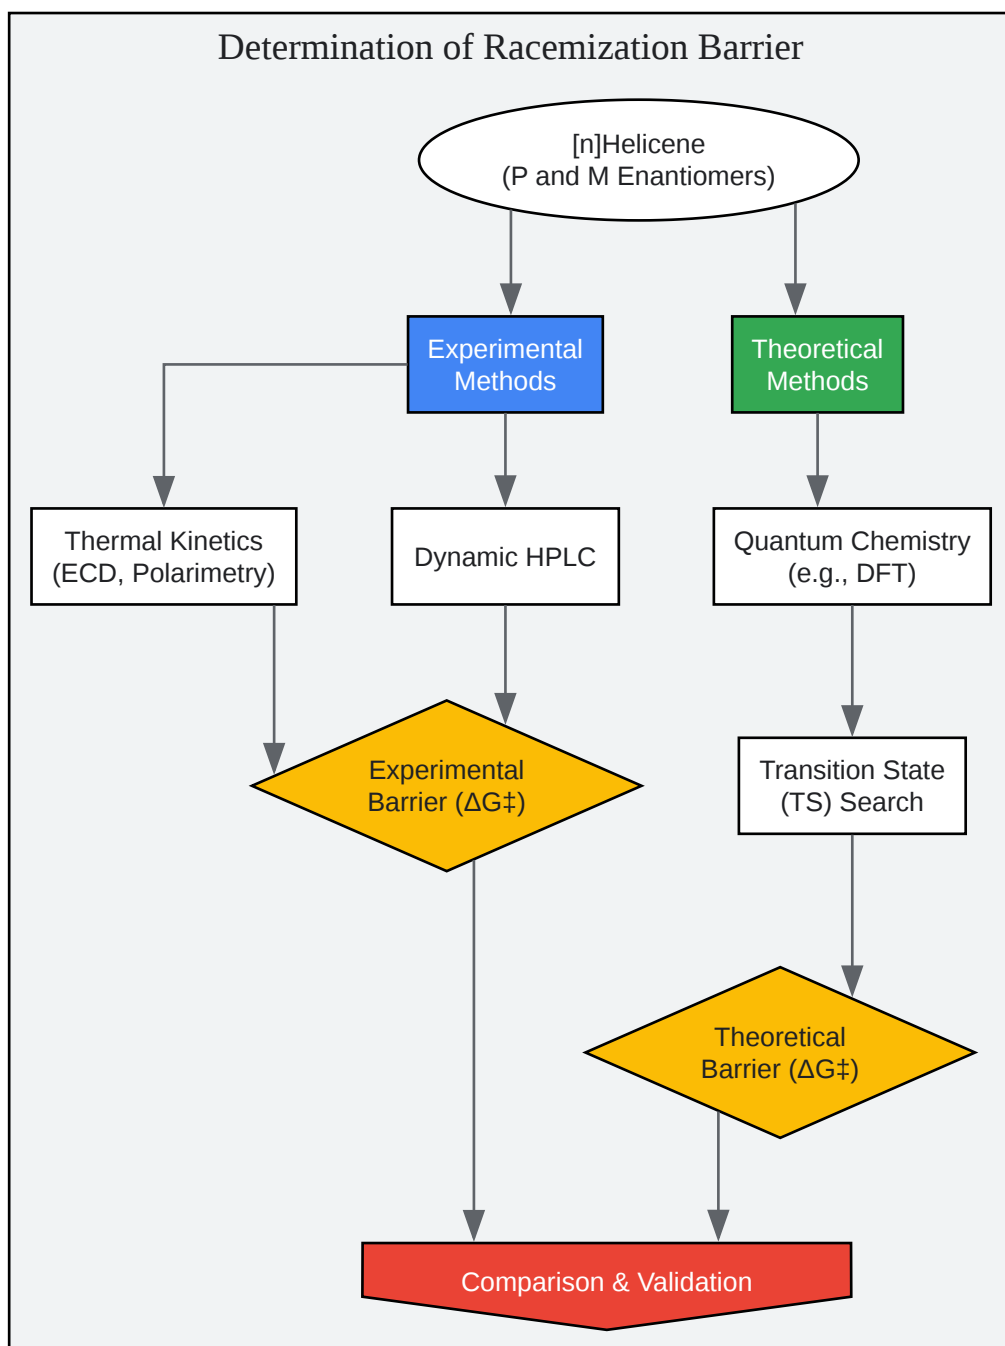 Determination of Racemization Barrier
[n]Helicene
(P and M Enantiomers)
Experimental
Methods
Theoretical
Methods
Thermal Kinetics
(ECD, Polarimetry)
Dynamic HPLC
Quantum Chemistry
(e.g., DFT)
Experimental
Barrier (ΔG‡)
Transition State
(TS) Search
Theoretical
Barrier (ΔG‡)
Comparison & Validation